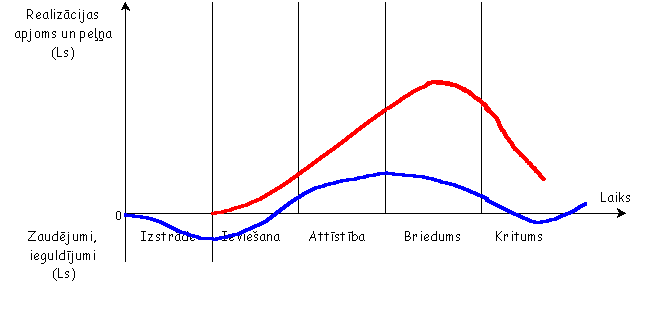 Realizācijas
apjoms un peļņa
(Ls)
0
Laiks
Zaudējumi,
ieguldījumi
(Ls)
Izstrāde
Ieviešana
Attīstība
Briedums
Kritums